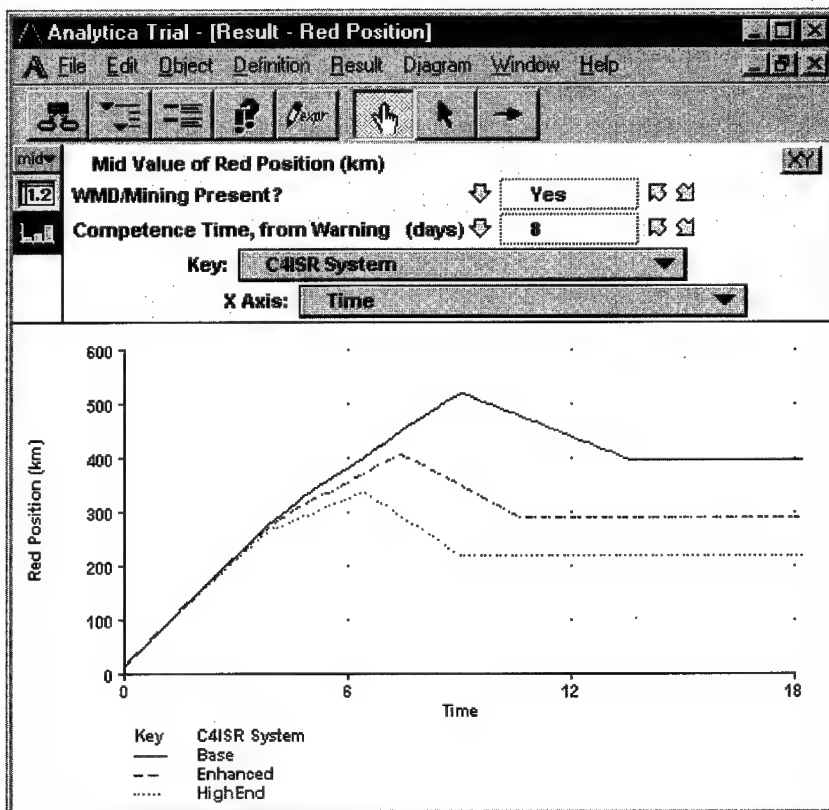 Analytica Trial - [Result - Red Position]
File Edit Object Definition Result Diagram Window Help
expr
mid
Mid Value of Red Position (km)
XY
1.2
WMD/Mining Present?
Yes
Competence Time, from Warning (days)
8
Key: C4ISR System
X Axis: Time
600
500
400
300
200
100
0
Red Position (km)
0 6 12 18
Time
Key C4ISR System
Base
Enhanced
HighEnd